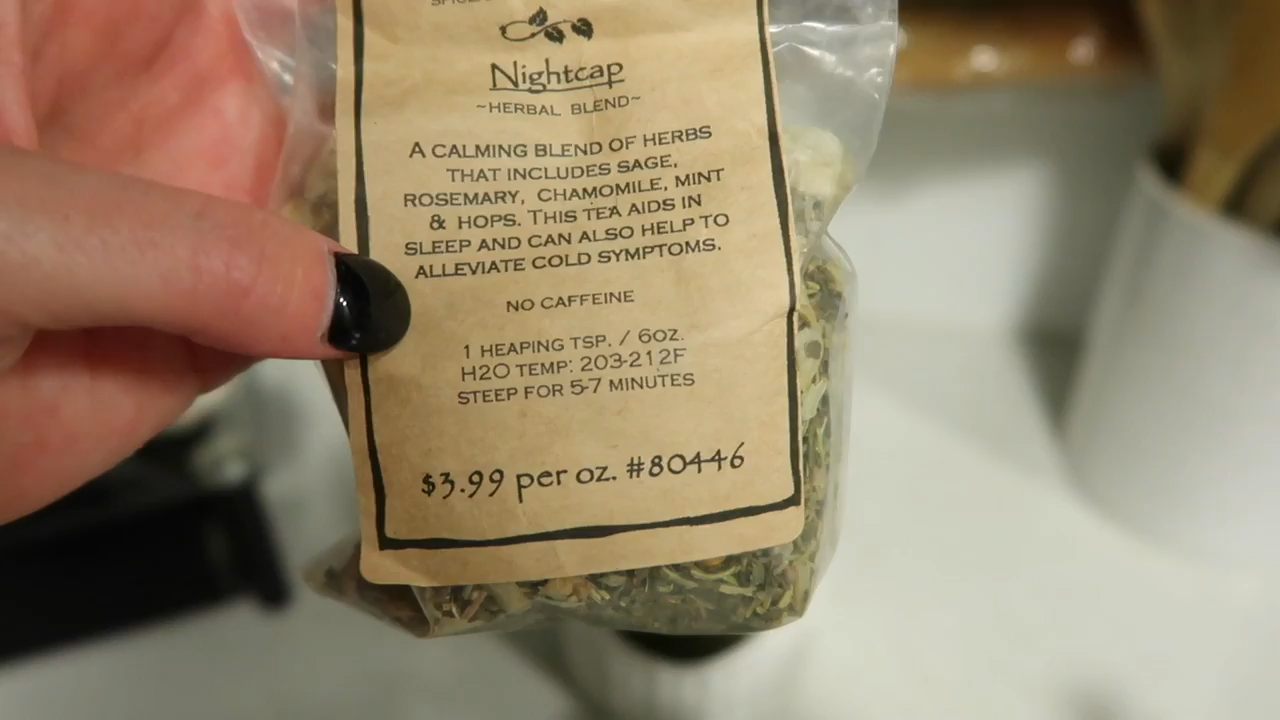 Nightcap
~HERBAL BLEND~
A CALMING BLEND OF HERBS
THAT INCLUDES SAGE,
ROSEMARY, CHAMOMILE, MINT
& HOPS. THIS TEA AIDS IN
SLEEP AND CAN ALSO HELP TO
ALLEVIATE COLD SYMPTOMS.
NO CAFFEINE
1 HEAPING TSP. / 6OZ.
H2O TEMP: 203-212F
STEEP FOR 5-7 MINUTES
$3.99 per oz. #80446